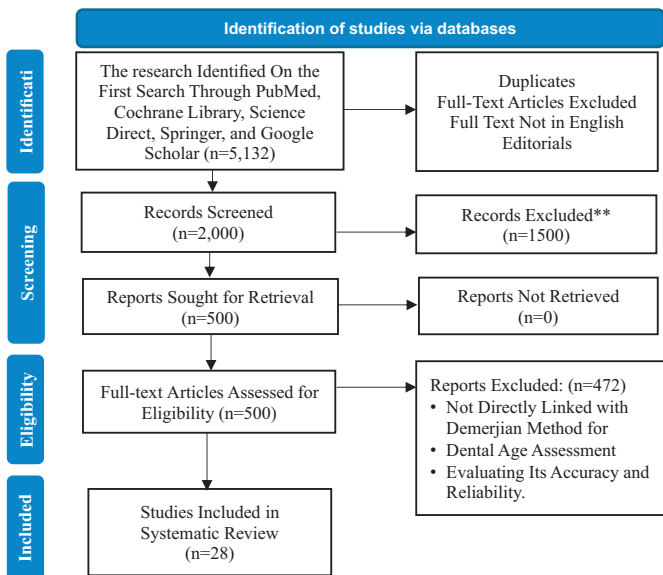 Identification of studies via databases
Identificati
The research Identified On the
First Search Through PubMed,
Cochrane Library, Science
Direct, Springer, and Google
Scholar (n=5,132)
Duplicates
Full-Text Articles Excluded
Full Text Not in English
Editorials
Screening
Records Screened
(n=2,000)
Records Excluded**
(n=1500)
Reports Sought for Retrieval
(n=500)
Reports Not Retrieved
(n=0)
Eligibility
Full-text Articles Assessed for
Eligibility (n=500)
Reports Excluded: (n=472)
• Not Directly Linked with
Demerjian Method for
• Dental Age Assessment
• Evaluating Its Accuracy and
Reliability.
Included
Studies Included in
Systematic Review
(n=28)